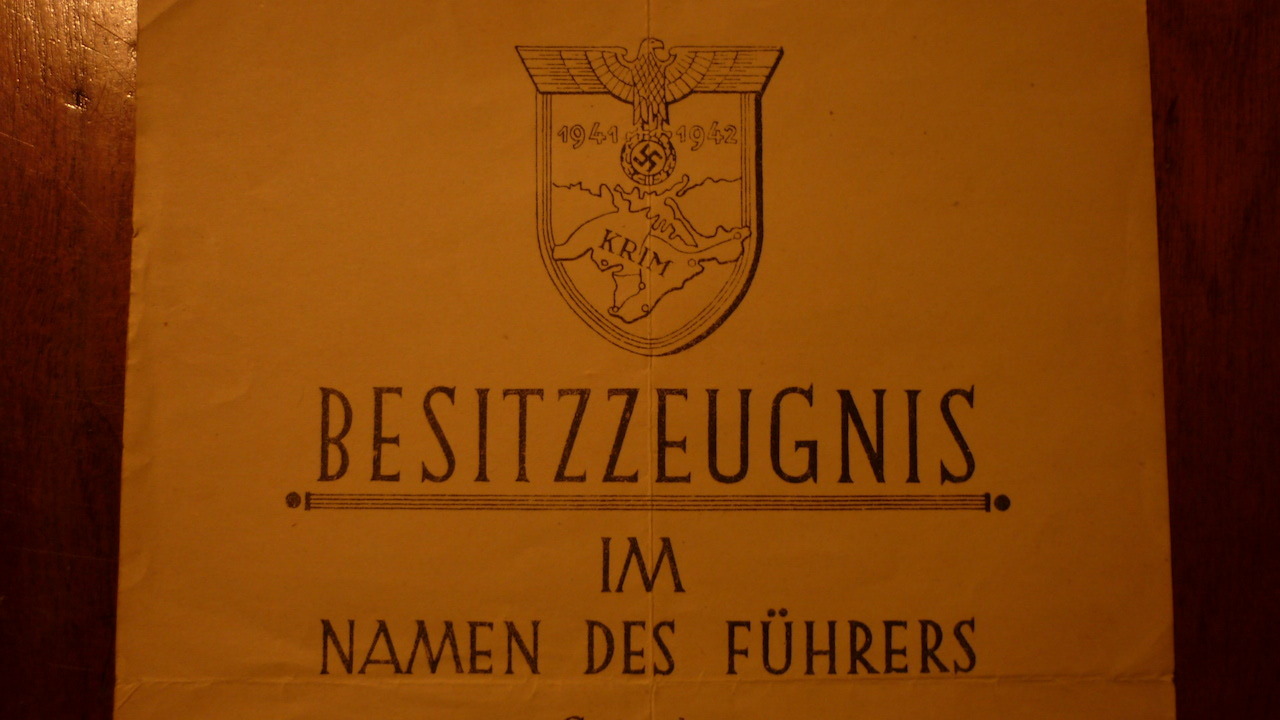 1941 1942
KRIM
BESITZZEUGNIS
IM
NAMEN DES FÜHRERS